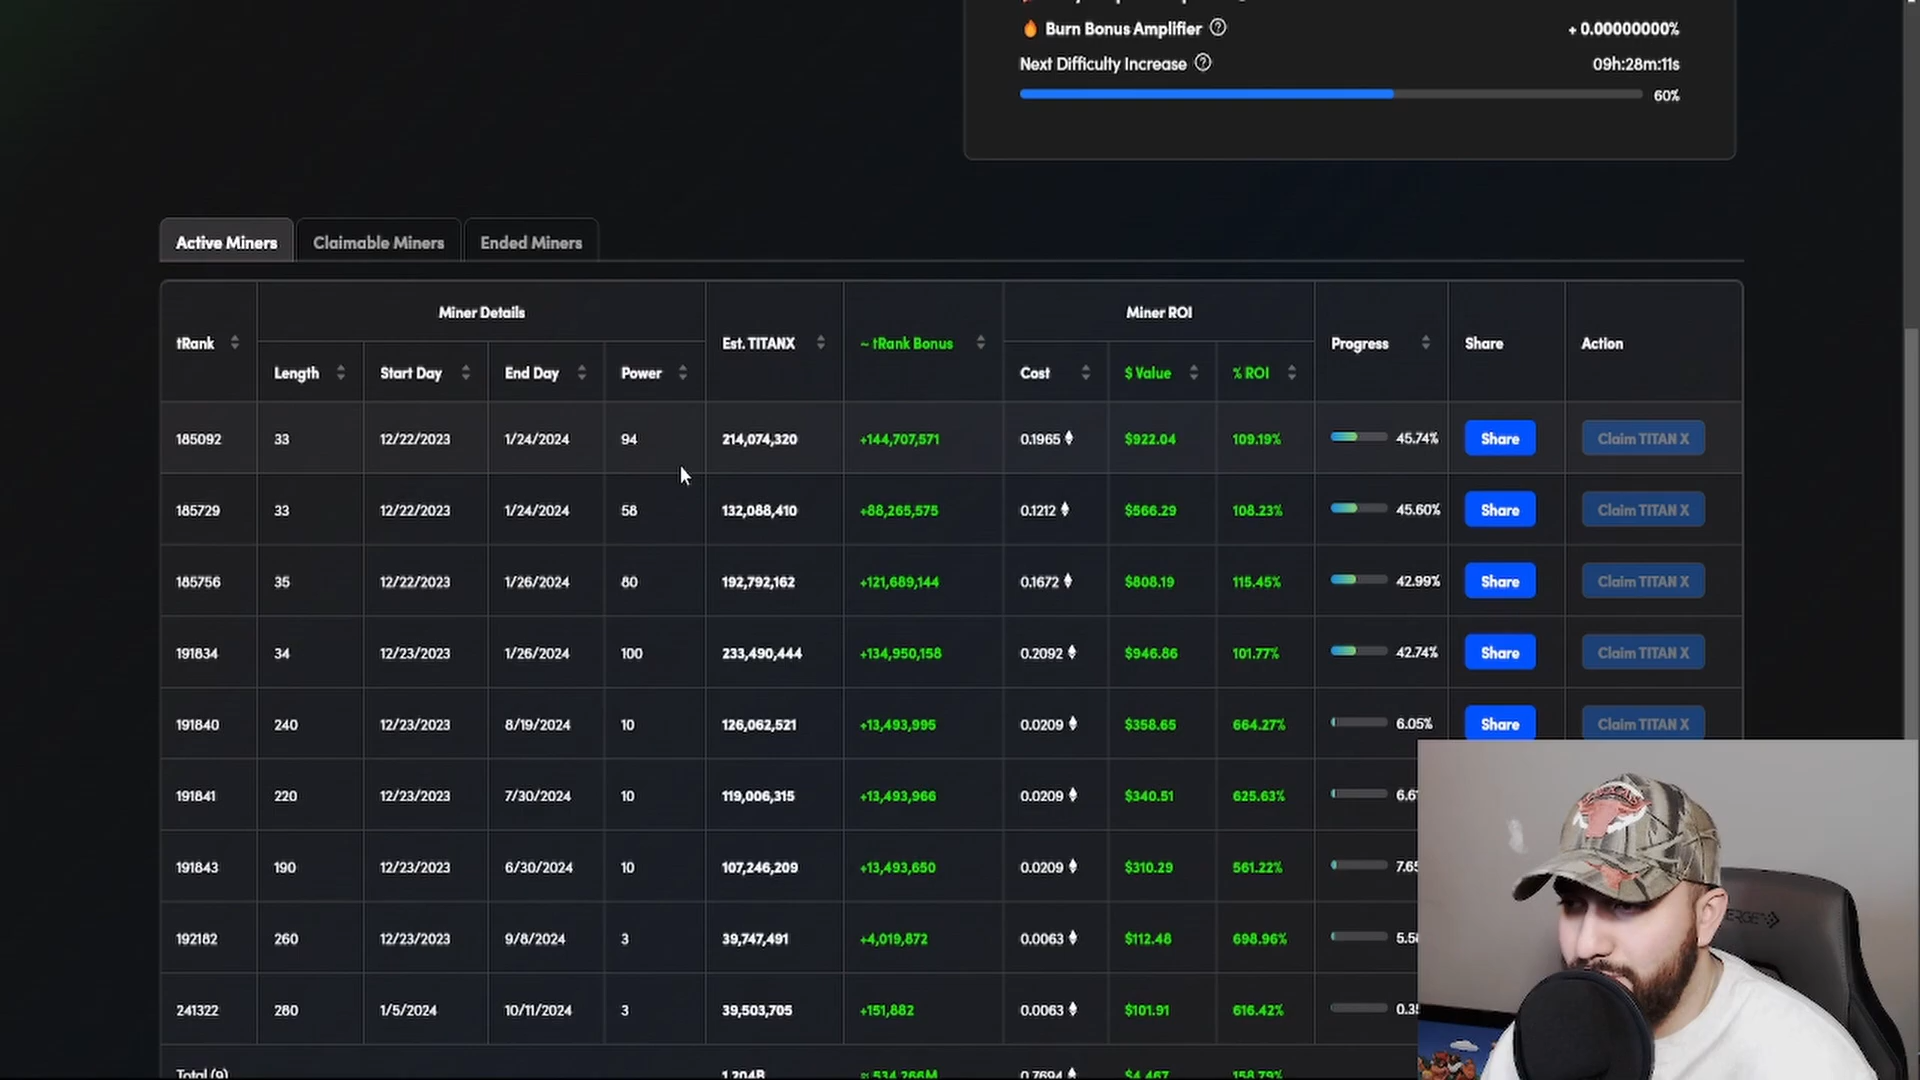 🔥 Burn Bonus Amplifier ? + 0.00000000%
Next Difficulty Increase ? 09h:28m:11s
60%
Active Miners Claimable Miners Ended Miners
Miner Details Miner ROI
tRank Est. TITANX ~ tRank Bonus Progress Share Action
Length Start Day End Day Power Cost $ Value % ROI
185092 33 12/22/2023 1/24/2024 94 214,074,320 +144,707,571 0.1965 $922.04 109.19% 45.74% Share Claim TITAN X
185729 33 12/22/2023 1/24/2024 58 132,088,410 +88,265,575 0.1212 $566.29 108.23% 45.60% Share Claim TITAN X
185756 35 12/22/2023 1/26/2024 80 192,792,162 +121,689,144 0.1672 $808.19 115.45% 42.99% Share Claim TITAN X
191834 34 12/23/2023 1/26/2024 100 233,490,444 +134,950,158 0.2092 $946.86 101.77% 42.74% Share Claim TITAN X
191840 240 12/23/2023 8/19/2024 10 126,062,521 +13,493,995 0.0209 $358.65 664.27% 6.05% Share Claim TITAN X
191841 220 12/23/2023 7/30/2024 10 119,006,315 +13,493,966 0.0209 $340.51 625.63%
191843 190 12/23/2023 6/30/2024 10 107,246,209 +13,493,650 0.0209 $310.29 561.22%
192182 260 12/23/2023 9/8/2024 3 39,747,491 +4,019,872 0.0063 $112.48 698.96%
241322 280 1/5/2024 10/11/2024 3 39,503,705 +151,882 0.0063 $101.91 616.42%
Total (9) 1.204B 534.266M 0.7694 $4,467 158.79%